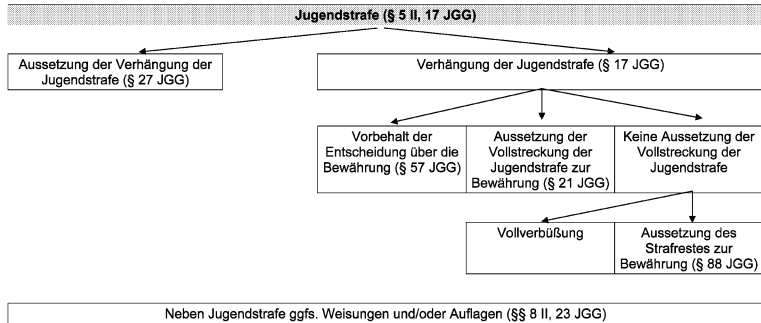 Jugendstrafe (§ 5 II, 17 JGG)
Aussetzung der Verhängung der
Jugendstrafe (§ 27 JGG)
Verhängung der Jugendstrafe (§ 17 JGG)
Vorbehalt der
Entscheidung über die
Bewährung (§ 57 JGG)
Aussetzung der
Vollstreckung der
Jugendstrafe zur
Bewährung (§ 21 JGG)
Keine Aussetzung der
Vollstreckung der
Jugendstrafe
Vollverbüßung
Aussetzung des
Strafrestes zur
Bewährung (§ 88 JGG)
Neben Jugendstrafe ggfs. Weisungen und/oder Auflagen (§§ 8 II, 23 JGG)